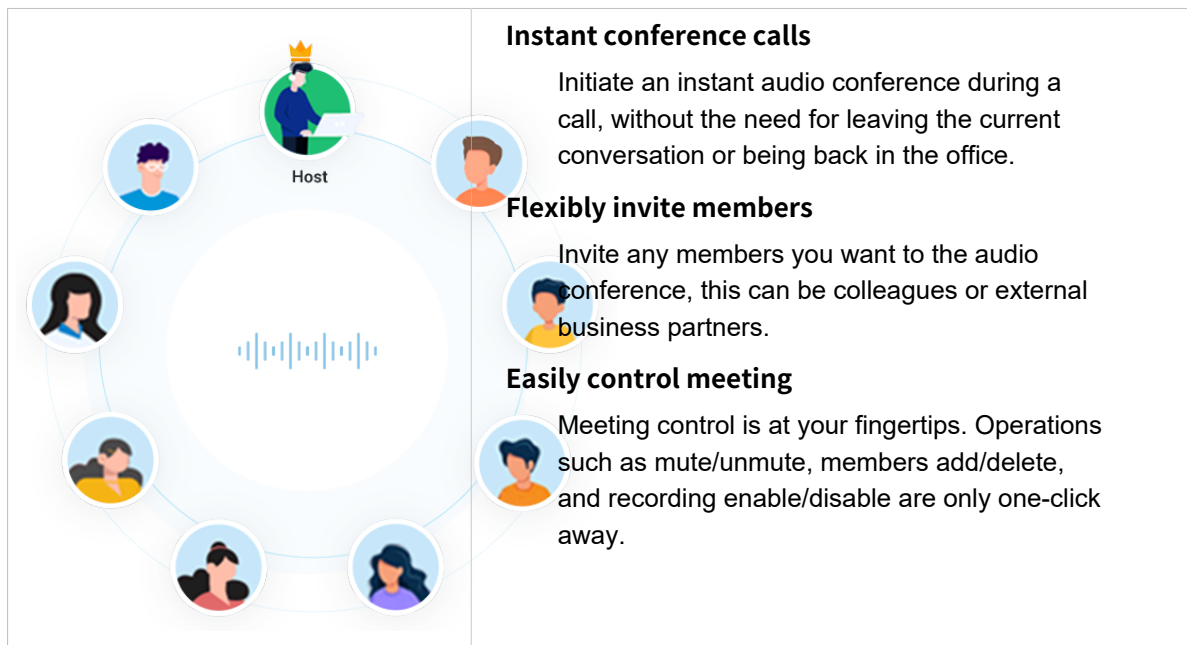 Host
Instant conference calls
Initiate an instant audio conference during a
call, without the need for leaving the current
conversation or being back in the office.
Flexibly invite members
Invite any members you want to the audio
conference, this can be colleagues or external
business partners.
Easily control meeting
Meeting control is at your fingertips. Operations
such as mute/unmute, members add/delete,
and recording enable/disable are only one-click
away.